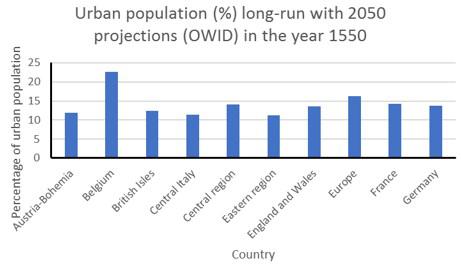 Urban population (%) long-run with 2050
projections (OWID) in the year 1550
Percentage of urban population
25
20
15
10
5
0
Austria-Bohemia
Belgium
British Isles
Central Italy
Central region
Eastern region
England and Wales
Europe
France
Germany
Country